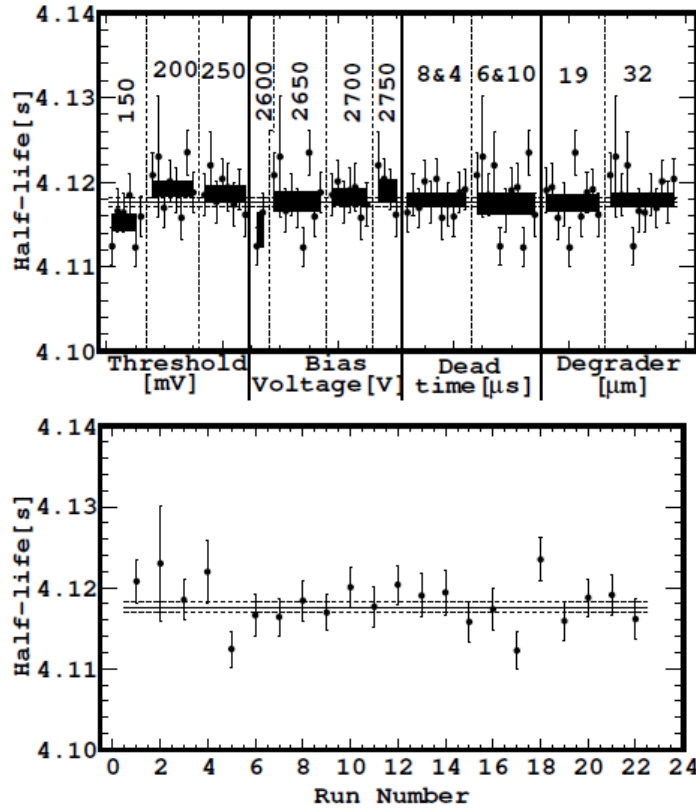 4.14
4.13
4.12
4.11
4.10
Half-life[s]
150
200
250
2600
2650
2700
2750
8&4
6&10
19
32
Threshold
[mV]
Bias
Voltage[V]
Dead
time[μs]
Degrader
[μm]
4.14
4.13
4.12
4.11
4.10
Half-life[s]
0 2 4 6 8 10 12 14 16 18 20 22 24
Run Number